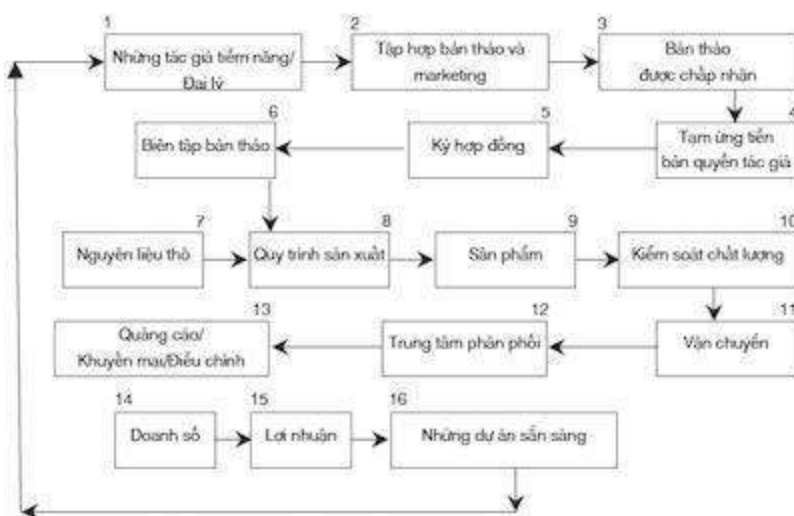 1
Những tác giả tiềm năng/
Đại lý
2
Tập hợp bản thảo và
marketing
3
Bản thảo
được chấp nhận
4
Tạm ứng tiền
bản quyền tác giả
5
Ký hợp đồng
6
Biên tập bản thảo
7
Nguyên liệu thô
8
Quy trình sản xuất
9
Sản phẩm
10
Kiểm soát chất lượng
11
Vận chuyển
12
Trung tâm phân phối
13
Quảng cáo/
Khuyến mại/Điều chỉnh
14
Doanh số
15
Lợi nhuận
16
Những dự án sẵn sàng